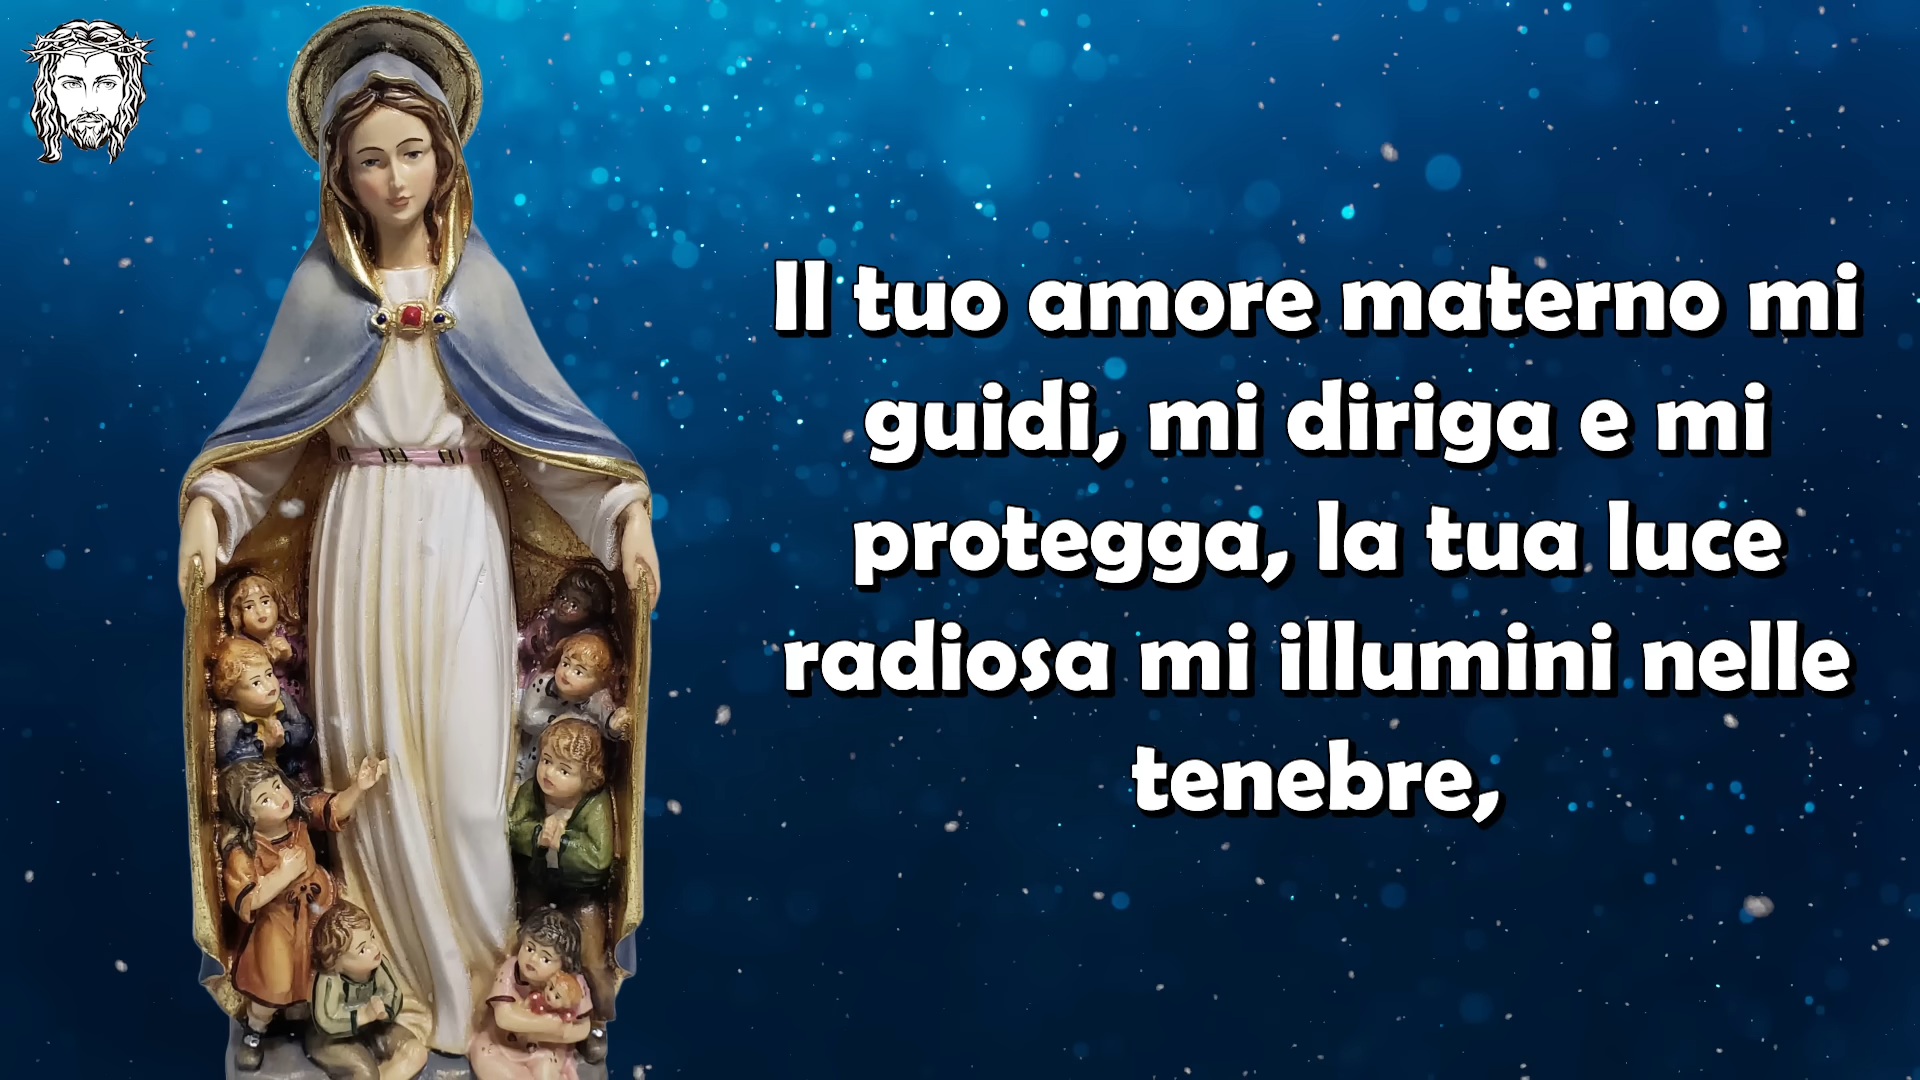 Il tuo amore materno mi
guidi, mi diriga e mi
protegga, la tua luce
radiosa mi illumini nelle
tenebre,